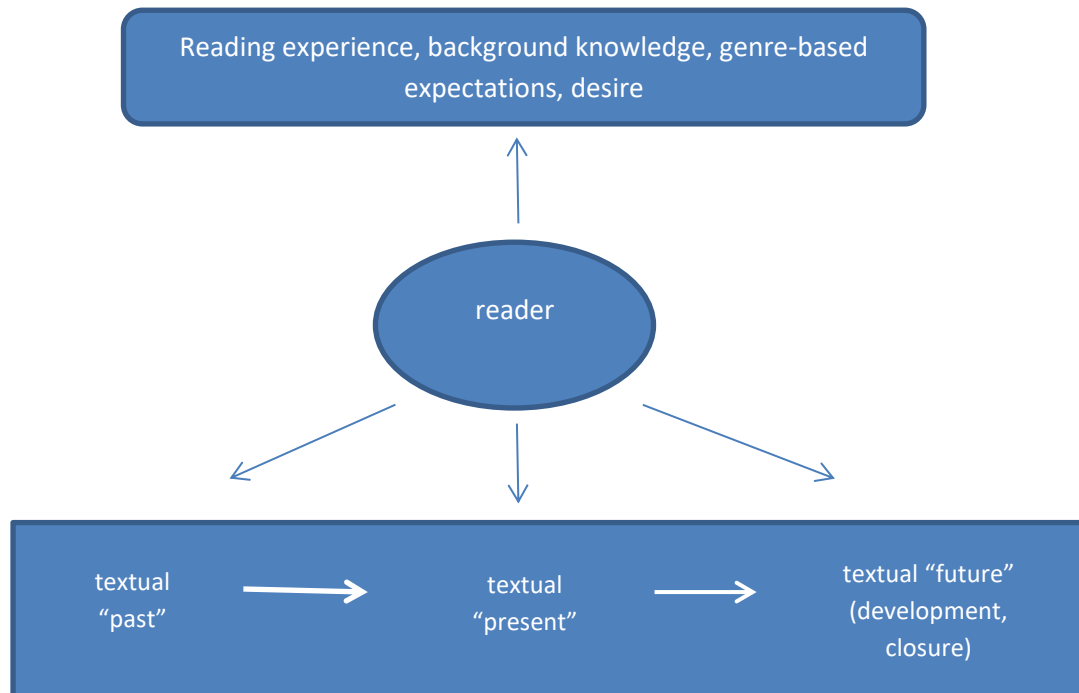 Reading experience, background knowledge, genre-based
expectations, desire
reader
textual
“past”
textual
“present”
textual “future”
(development,
closure)